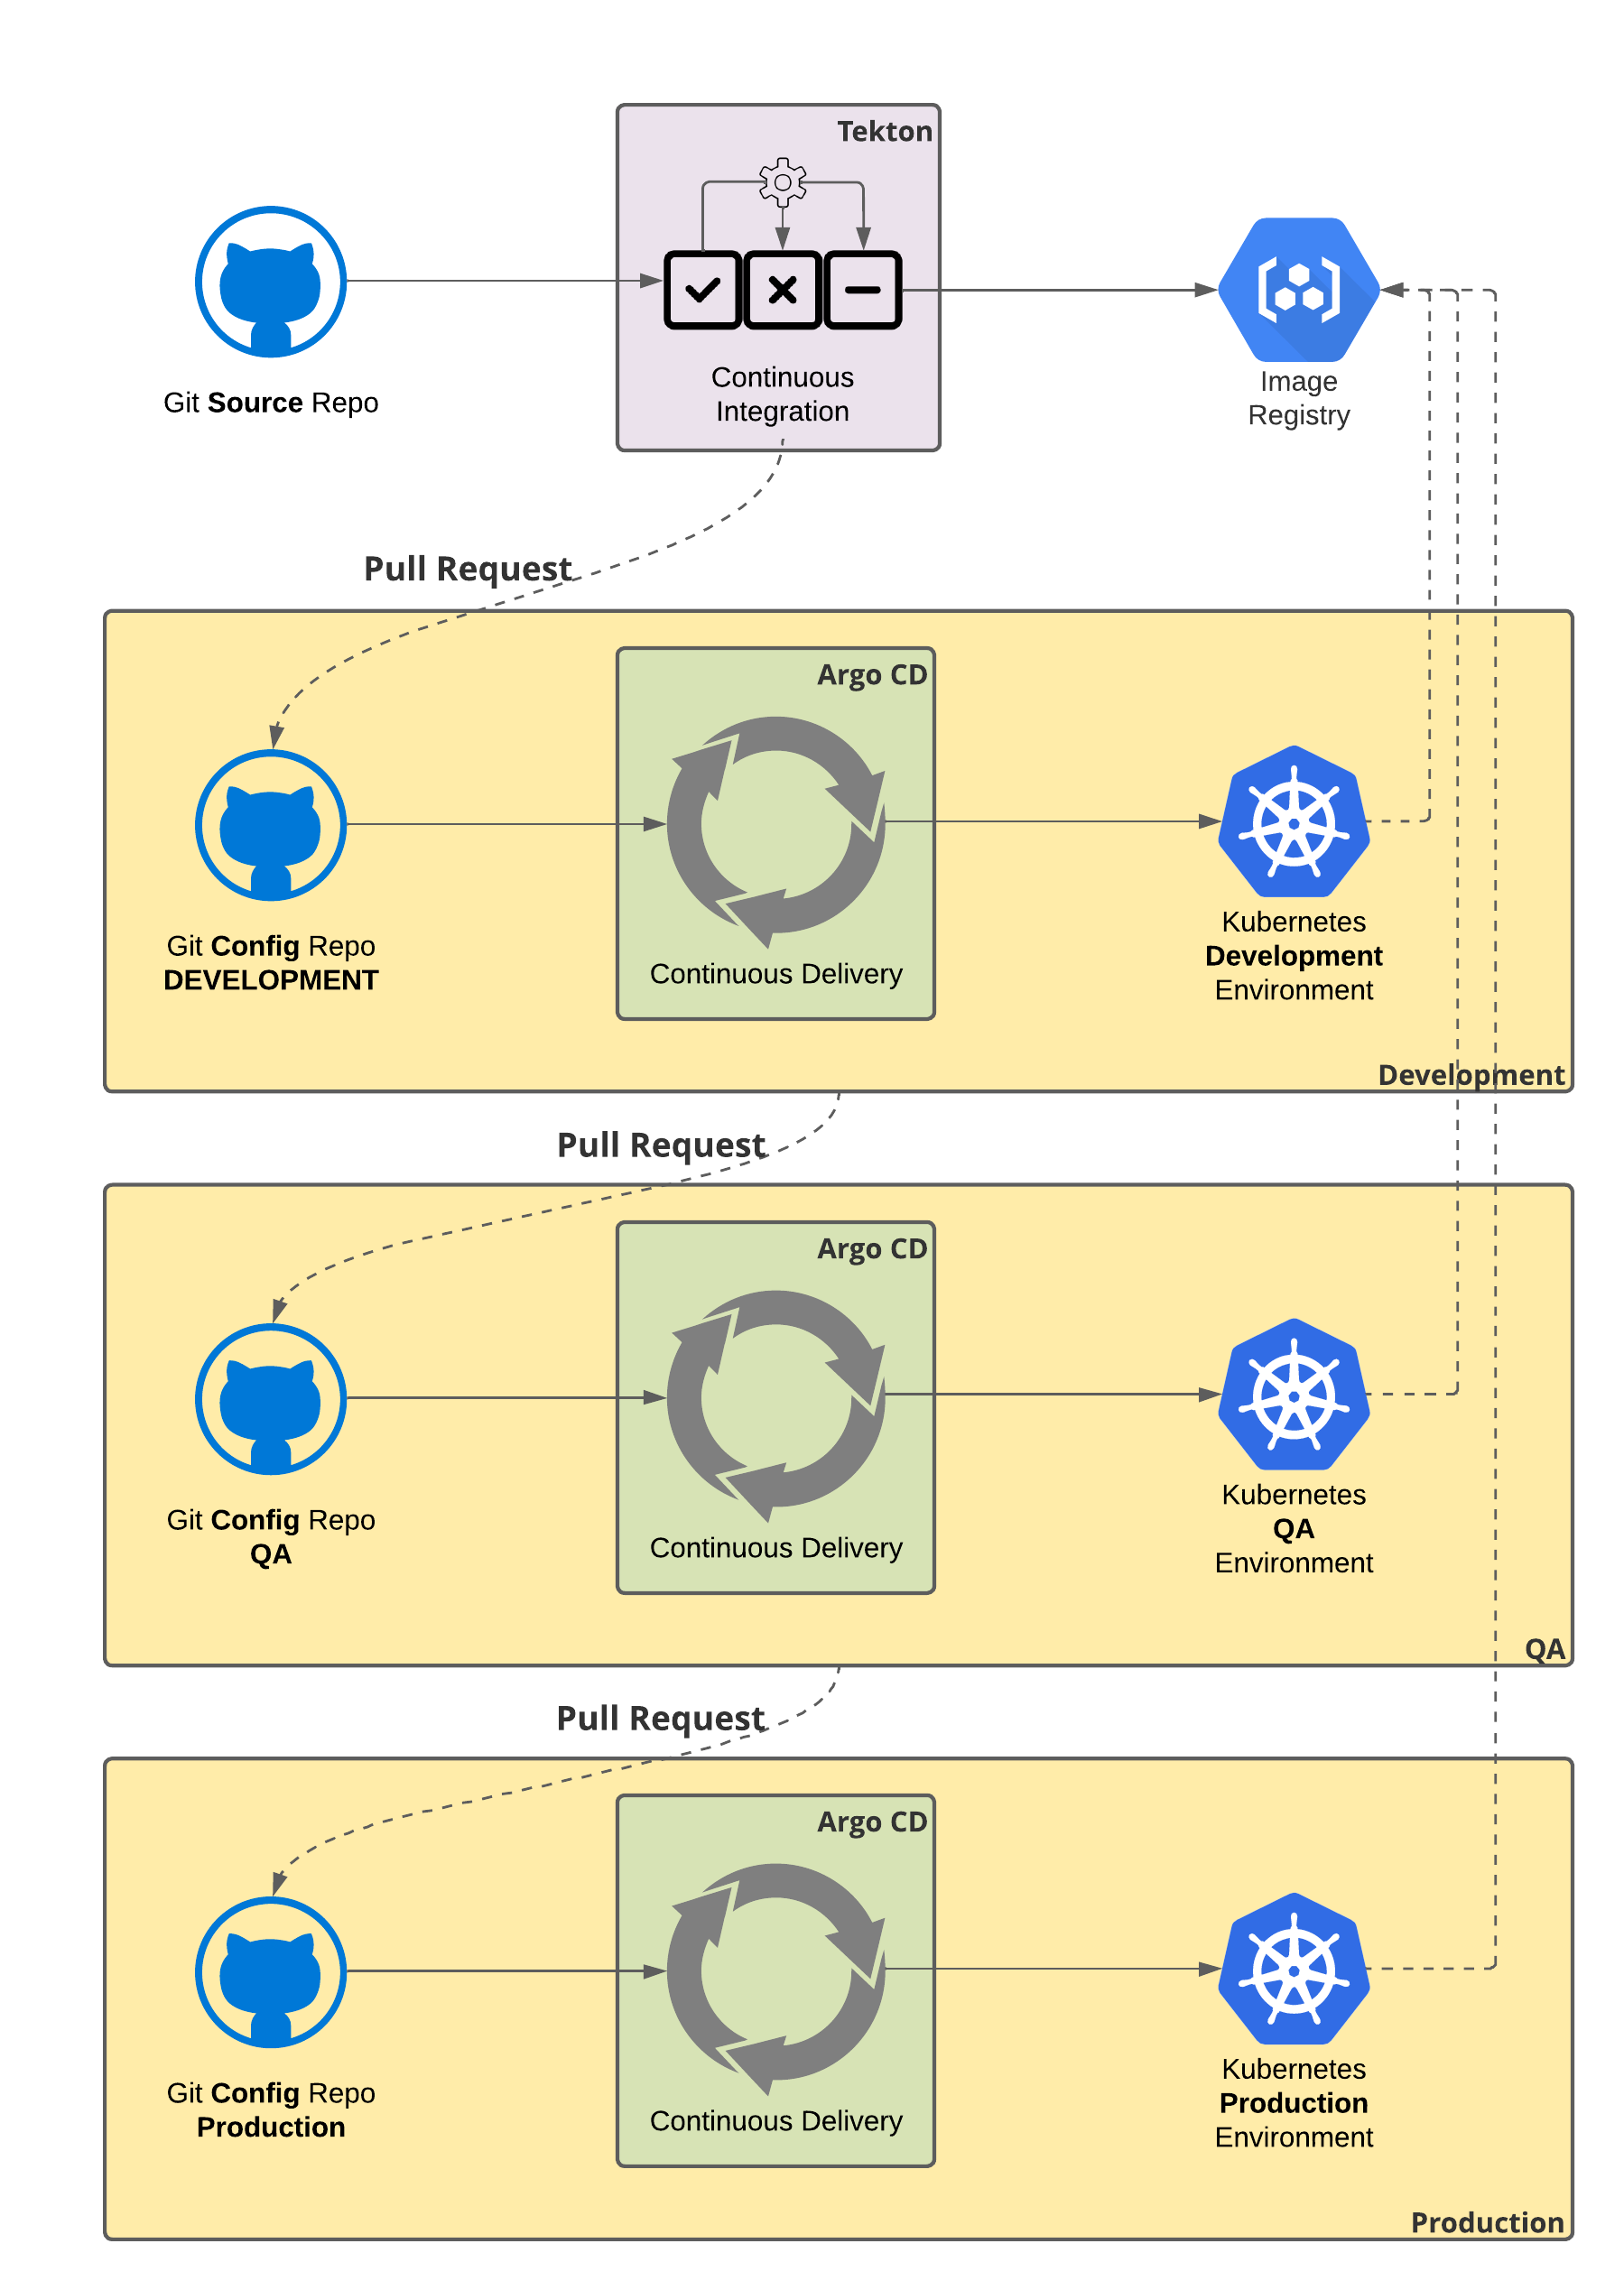 Tekton
Continuous
Integration
Git Source Repo
Image
Registry
Pull Request
Argo CD
Continuous Delivery
Git Config Repo
DEVELOPMENT
Kubernetes
Development
Environment
Development
Pull Request
Argo CD
Continuous Delivery
Git Config Repo
QA
Kubernetes
QA
Environment
QA
Pull Request
Argo CD
Continuous Delivery
Git Config Repo
Production
Kubernetes
Production
Environment
Production